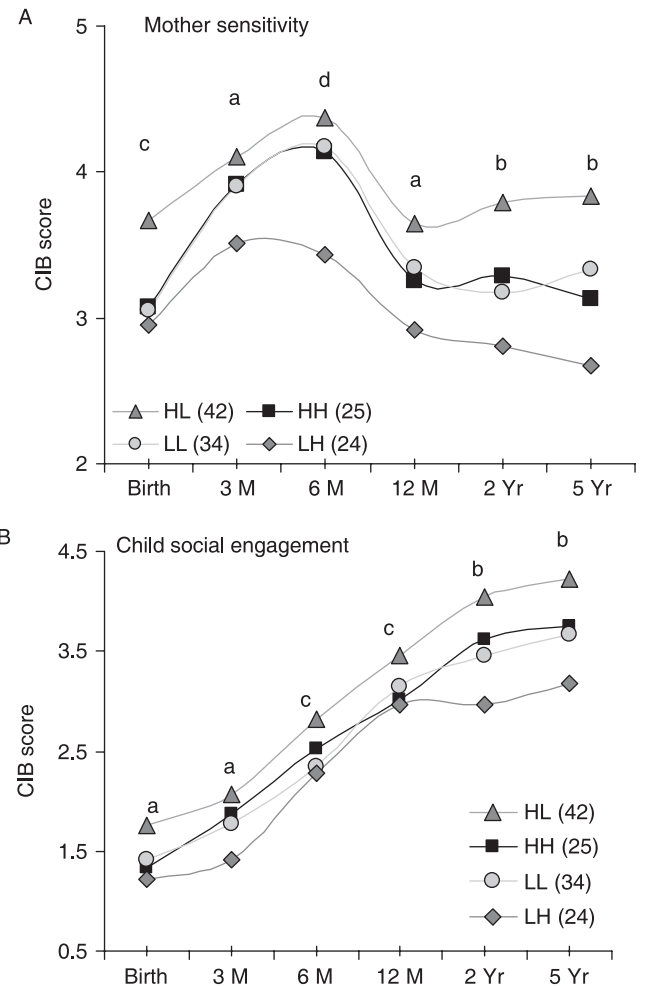 A
Mother sensitivity
5
4
3
2
CIB score
c
a
d
a
b
b
HL (42)
HH (25)
LL (34)
LH (24)
Birth 3 M 6 M 12 M 2 Yr 5 Yr
B
Child social engagement
4.5
3.5
2.5
1.5
0.5
CIB score
a
a
c
c
b
b
HL (42)
HH (25)
LL (34)
LH (24)
Birth 3 M 6 M 12 M 2 Yr 5 Yr